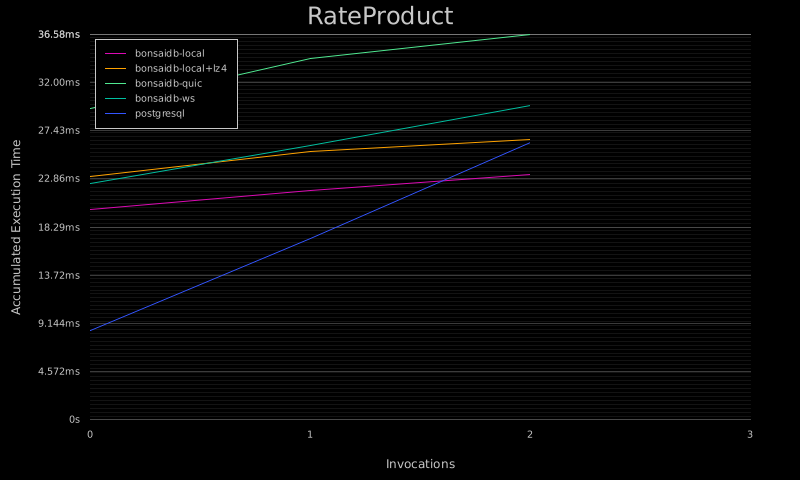 RateProduct
36.58ms
32.00ms
27.43ms
22.86ms
18.29ms
13.72ms
9.144ms
4.572ms
0s
bonsaidb-local
bonsaidb-local+lz4
bonsaidb-quic
bonsaidb-ws
postgresql
Accumulated Execution Time
0 1 2 3
Invocations